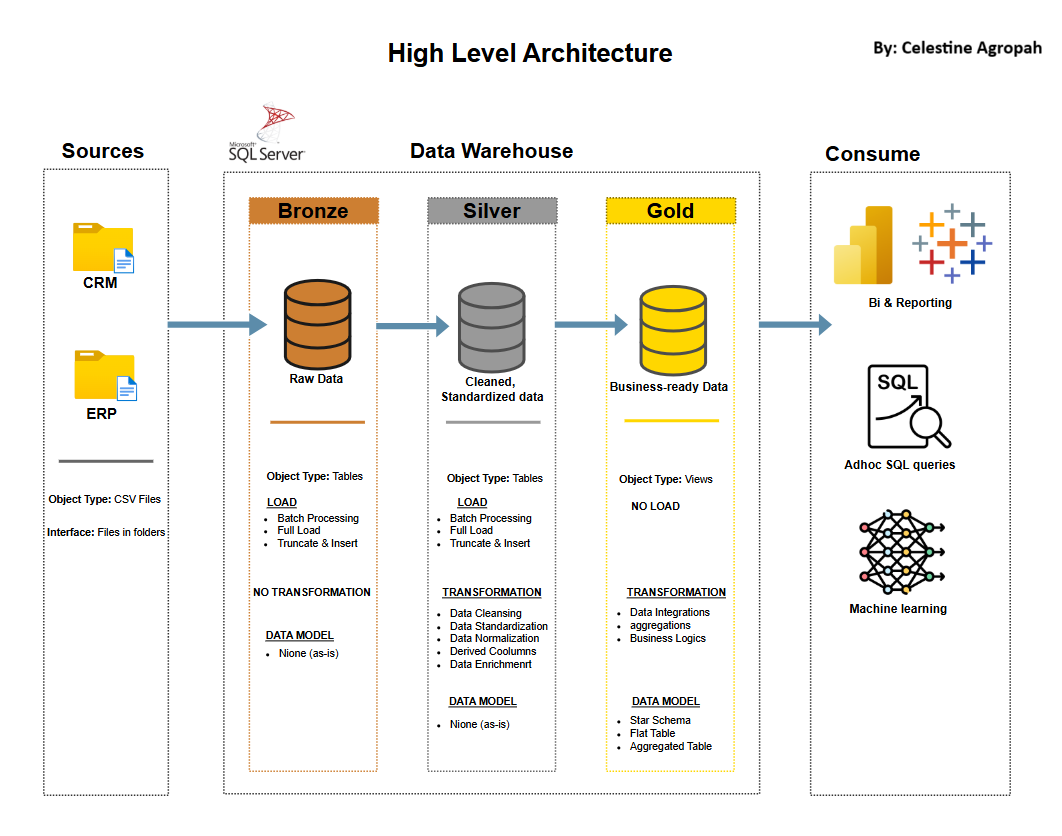 High Level Architecture
By: Celestine Agropah
Sources
CRM
ERP
Object Type: CSV Files
Interface: Files in folders
Microsoft
SQL Server
Data Warehouse
Bronze
Raw Data
Object Type: Tables
LOAD
Batch Processing
Full Load
Truncate & Insert
NO TRANSFORMATION
DATA MODEL
Nione (as-is)
Silver
Cleaned,
Standardized data
Object Type: Tables
LOAD
Batch Processing
Full Load
Truncate & Insert
TRANSFORMATION
Data Cleansing
Data Standardization
Data Normalization
Derived Coolumns
Data Enrichmenrt
DATA MODEL
Nione (as-is)
Gold
Business-ready Data
Object Type: Views
NO LOAD
TRANSFORMATION
Data Integrations
aggregations
Business Logics
DATA MODEL
Star Schema
Flat Table
Aggregated Table
Consume
Bi & Reporting
SQL
Adhoc SQL queries
Machine learning